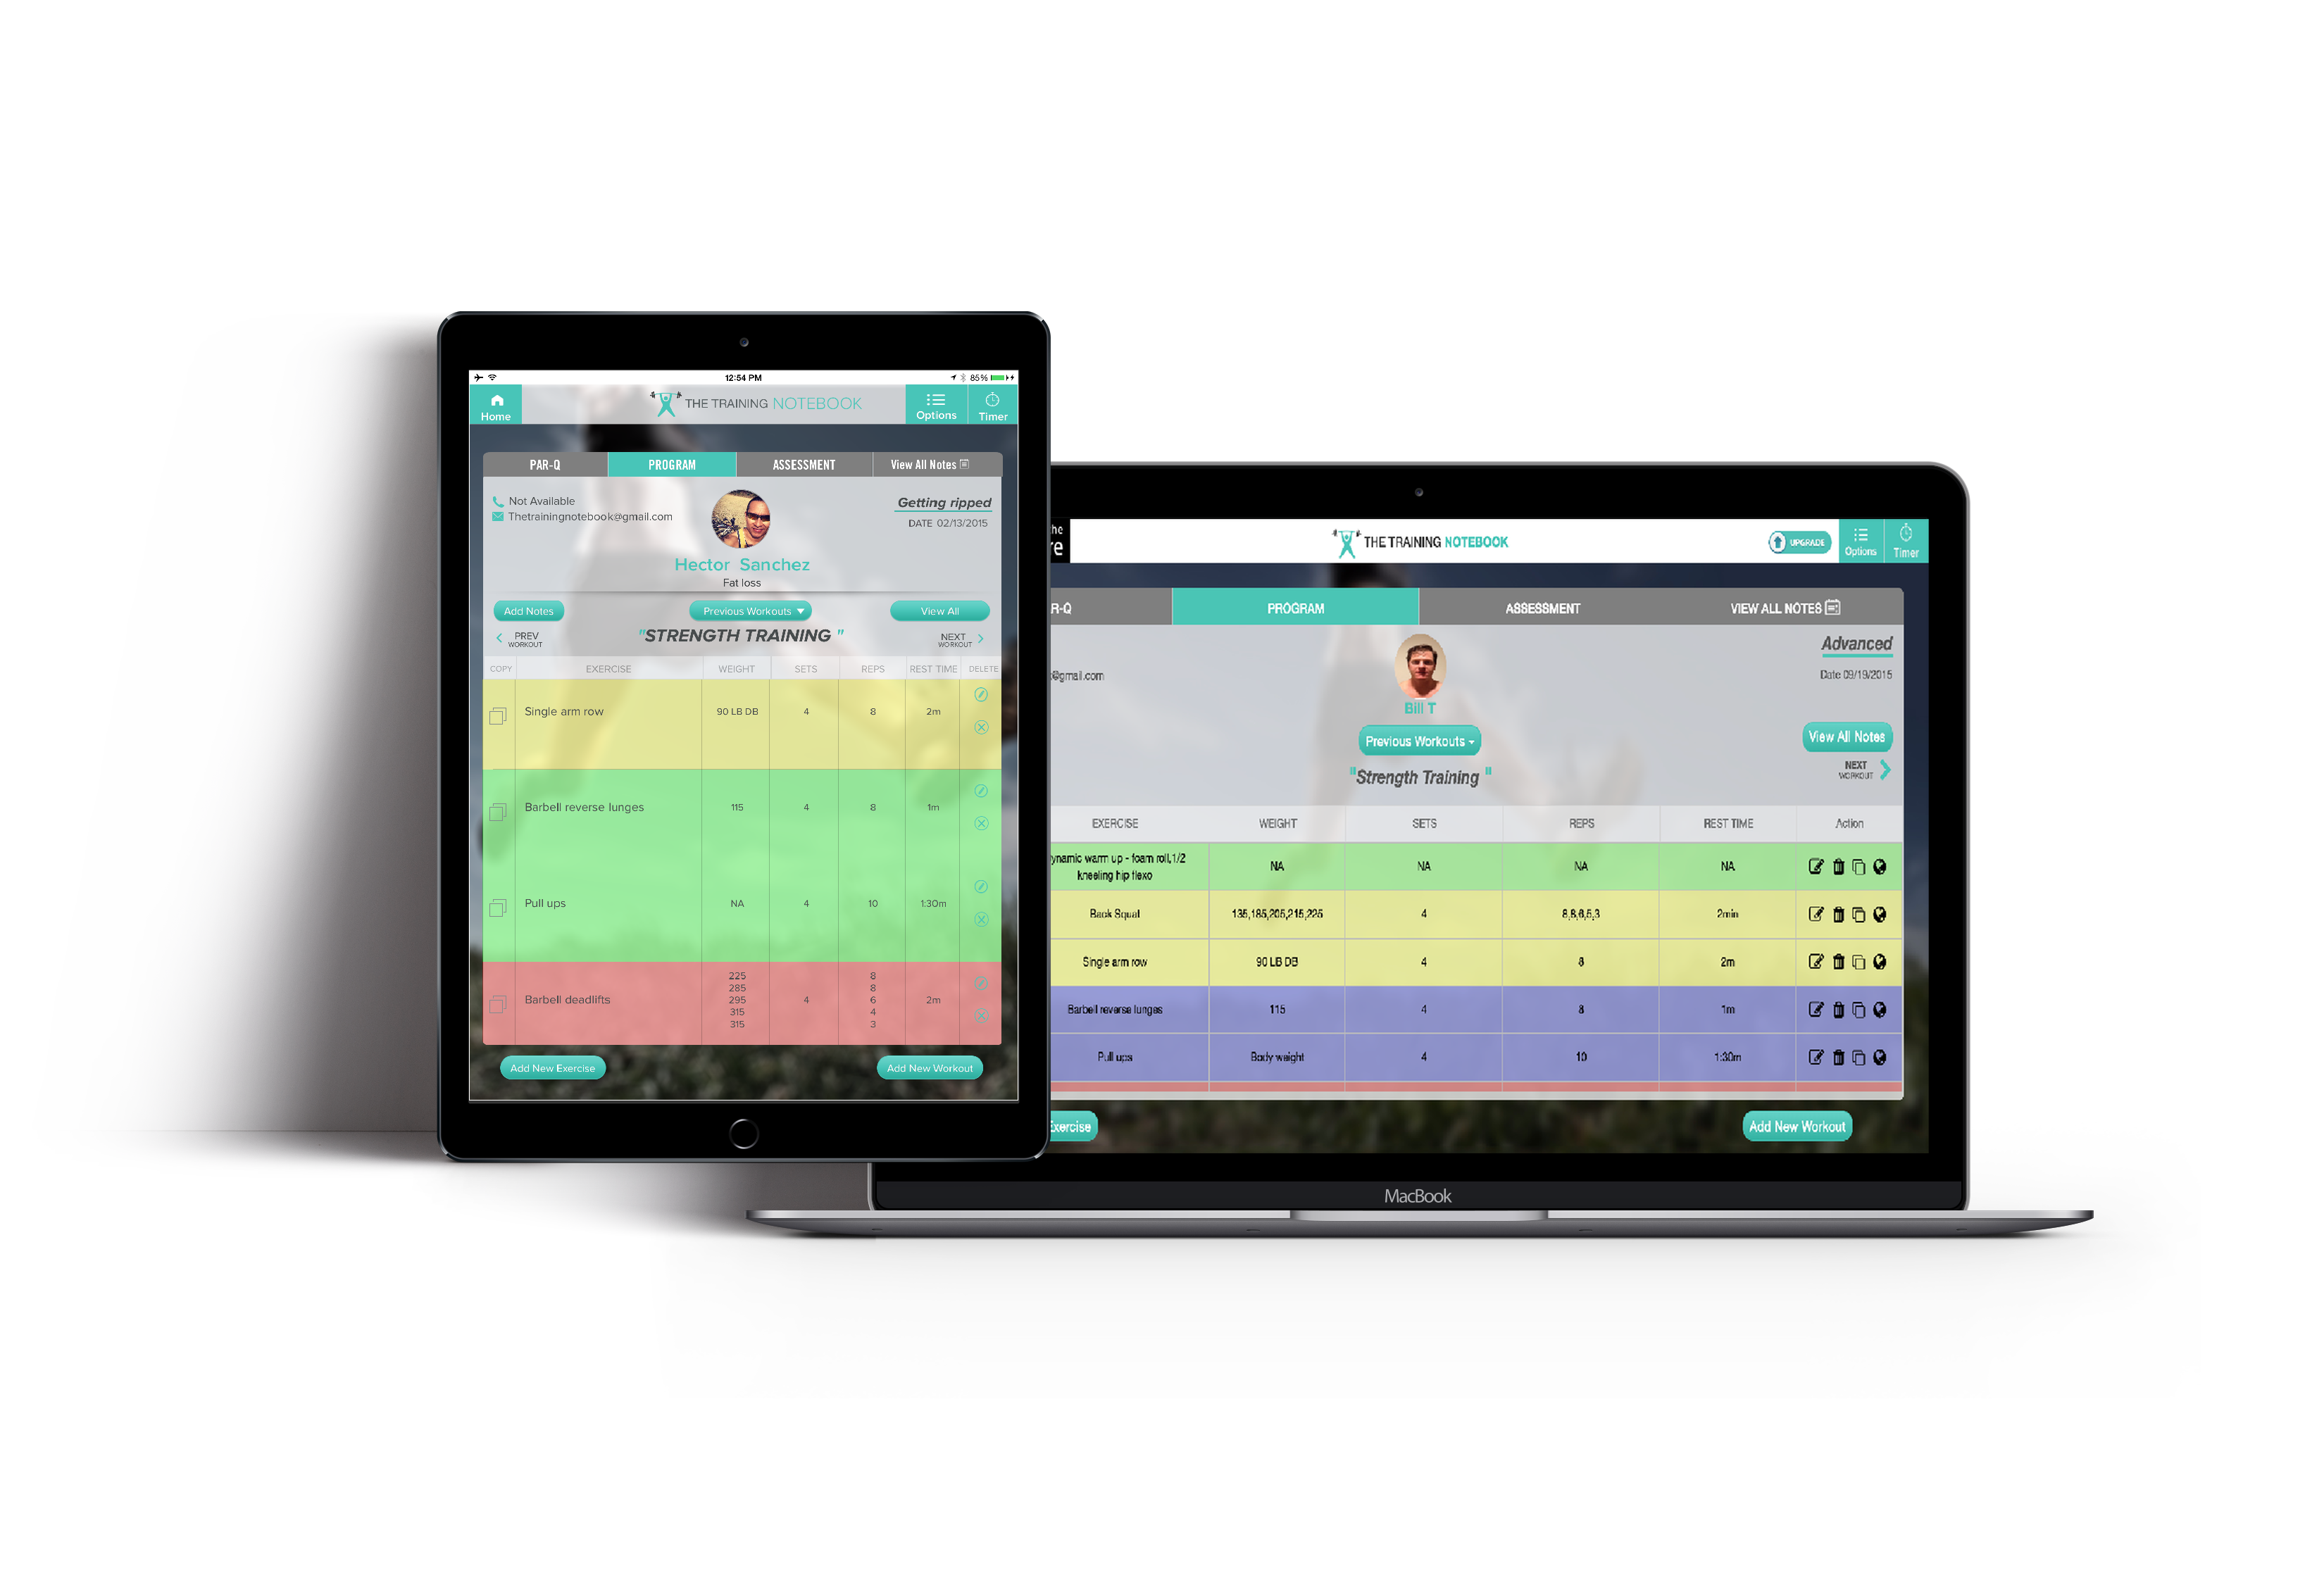 12:54 PM
85%
Home
THE TRAINING NOTEBOOK
Options
Timer
PAR-Q
PROGRAM
ASSESSMENT
View All Notes
Not Available
Thetrainingnotebook@gmail.com
Getting ripped
DATE 02/13/2015
Hector Sanchez
Fat loss
Add Notes
Previous Workouts
View All
PREV WORKOUT
"STRENGTH TRAINING "
NEXT WORKOUT
COPY EXERCISE WEIGHT SETS REPS REST TIME DELETE
Single arm row 90 LB DB 4 8 2m
Barbell reverse lunges 115 4 8 1m
Pull ups NA 4 10 1:30m
Barbell deadlifts 4 2m
225 8
285 8
295 6
315 4
315 3
Add New Exercise
Add New Workout
he
re
THE TRAINING NOTEBOOK
UPGRADE
Options
Timer
R-Q
PROGRAM
ASSESSMENT
VIEW ALL NOTES
@gmail.com
Advanced
Date 09/19/2015
Bill T
Previous Workouts
View All Notes
"Strength Training "
NEXT WORKOUT
EXERCISE WEIGHT SETS REPS REST TIME Action
ynamic warm up - foam roll,1/2 kneeling hip flexo NA NA NA NA
Back Squat 135,185,205,215,225 4 8,8,6,5,3 2min
Single arm row 90 LB DB 4 8 2m
Barbell reverse lunges 115 4 8 1m
Pull ups Body weight 4 10 1:30m
Exercise
Add New Workout
MacBook